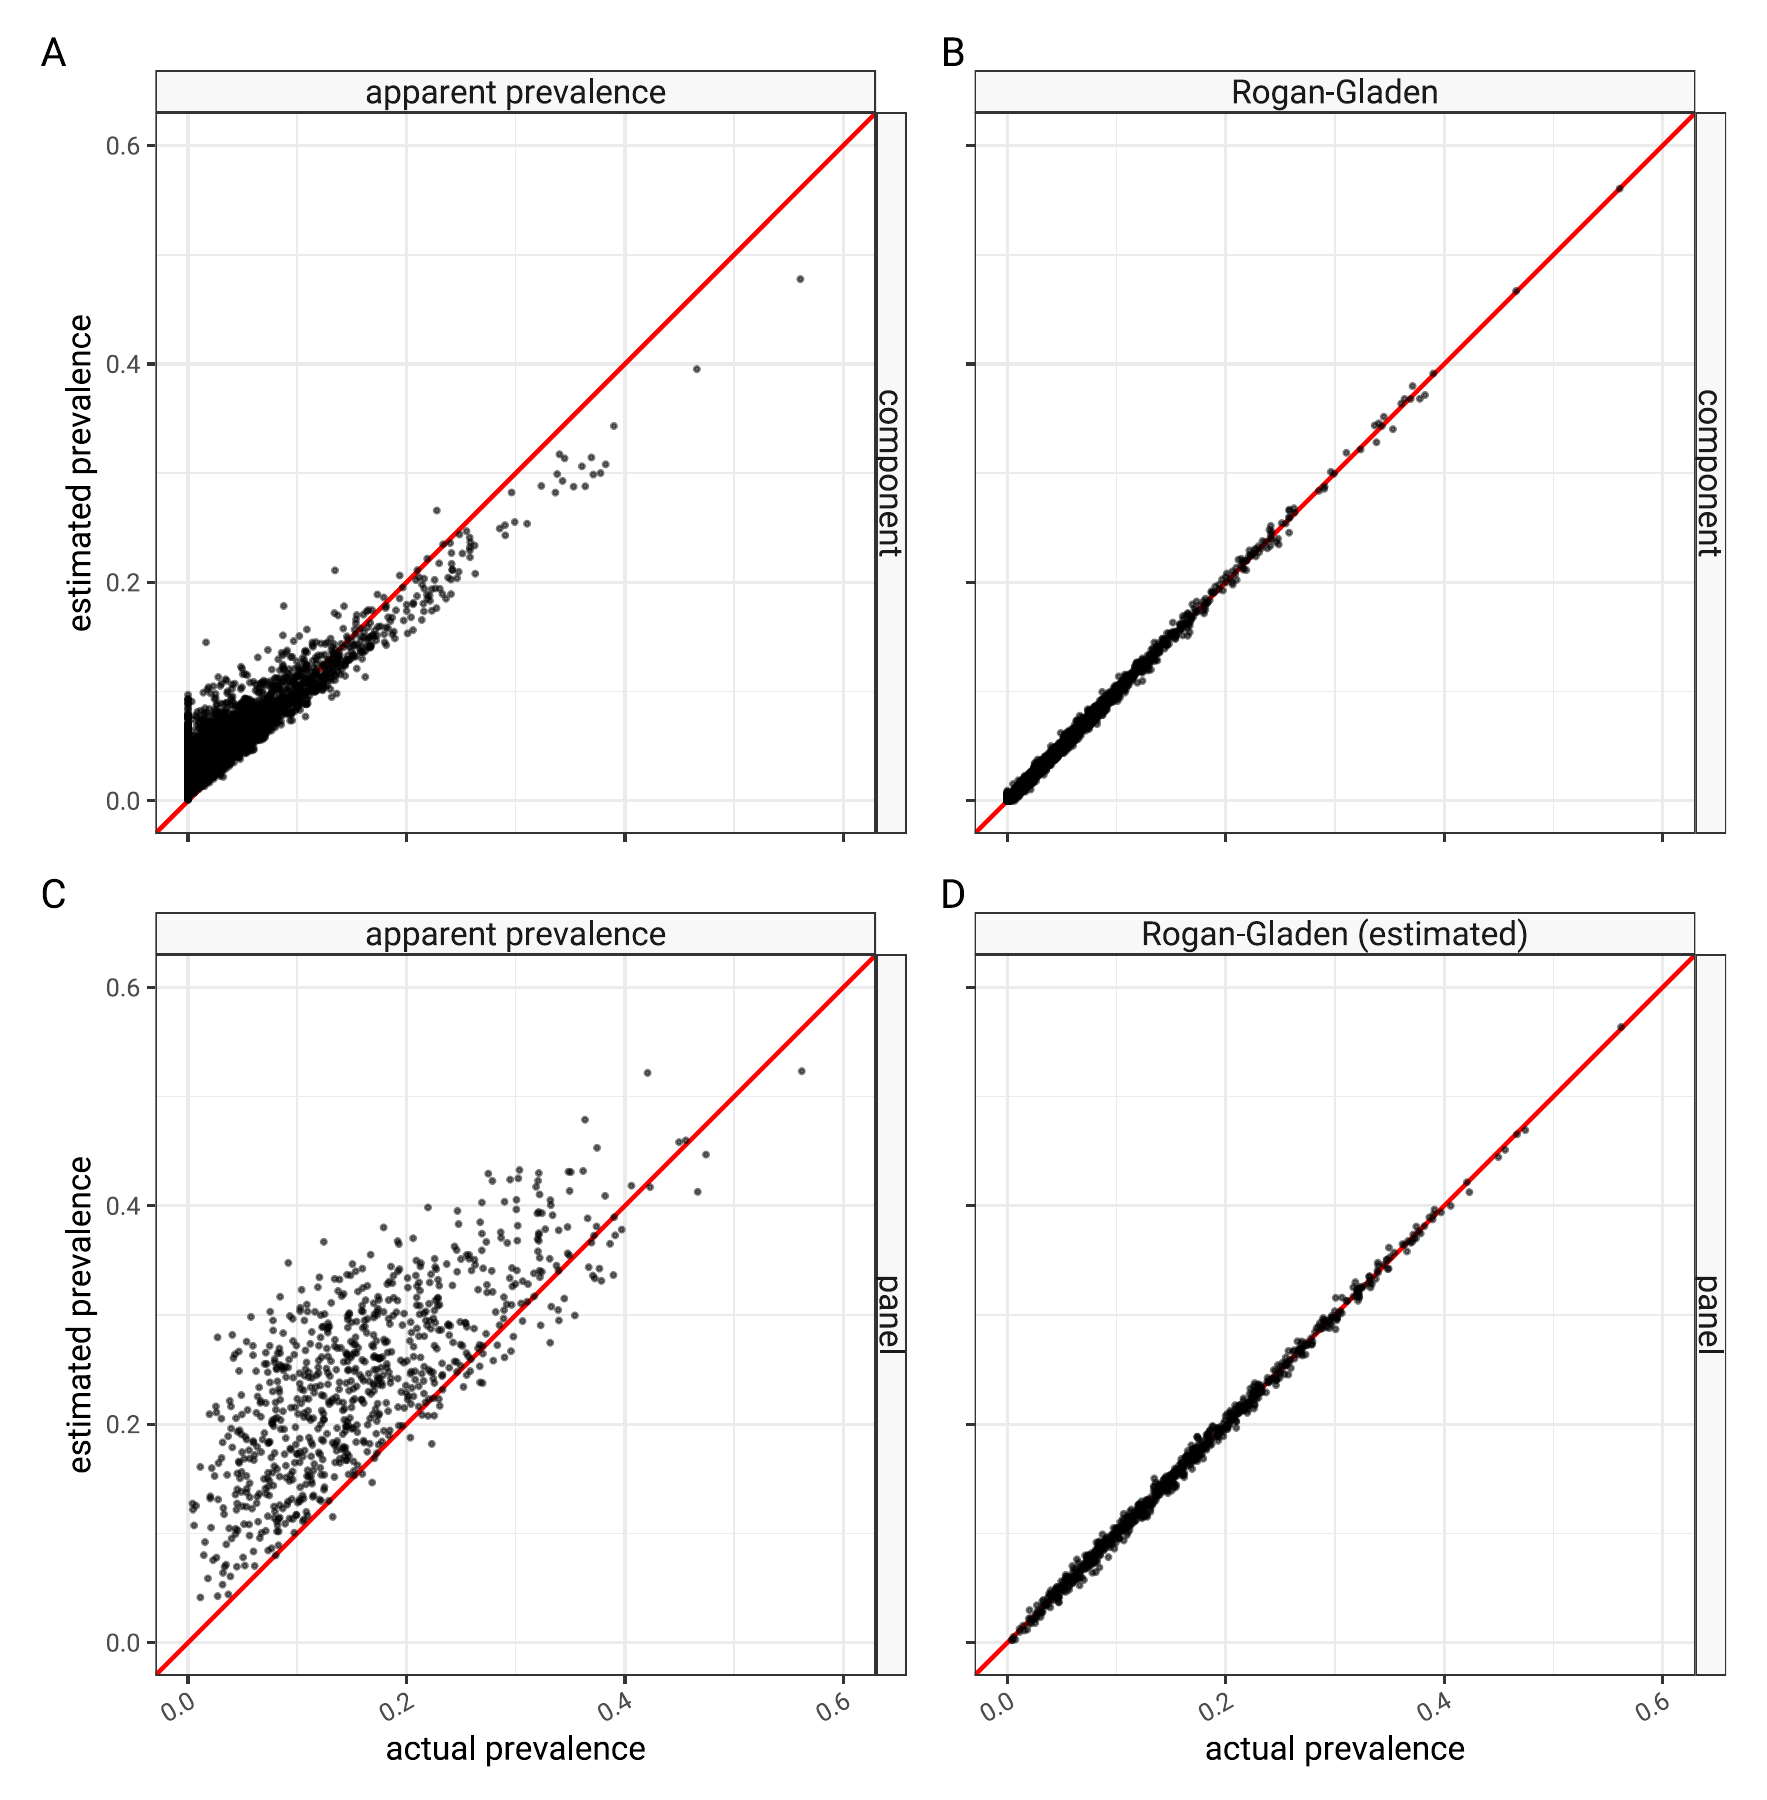 A
B
apparent prevalence
Rogan-Gladen
0.6
0.4
0.2
0.0
estimated prevalence
component
component
C
D
apparent prevalence
Rogan-Gladen (estimated)
0.6
0.4
0.2
0.0
estimated prevalence
panel
panel
0.0
0.2
0.4
0.6
0.0
0.2
0.4
0.6
actual prevalence
actual prevalence